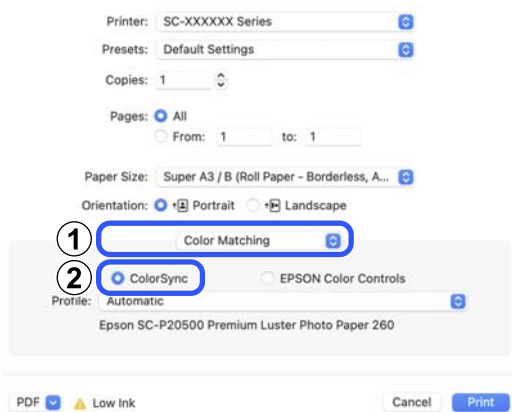 Printer: SC-XXXXXX Series
Presets: Default Settings
Copies: 1
Pages: All
From: 1 to: 1
Paper Size: Super A3 / B (Roll Paper - Borderless, A...
Orientation: Portrait Landscape
1 Color Matching
2 ColorSync EPSON Color Controls
Profile: Automatic
Epson SC-P20500 Premium Luster Photo Paper 260
PDF Low Ink Cancel Print